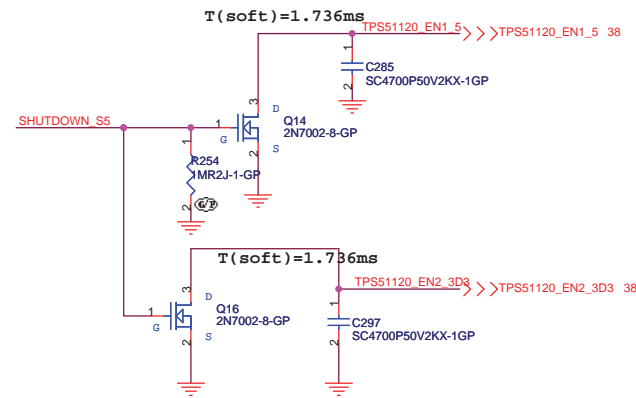 T(soft)=1.736ms
TPS51120_EN1_5
TPS51120_EN1_5 38
1
C285
SC4700P50V2KX-1GP
2
3
D
SHUTDOWN_S5
1
G
Q14
2N7002-8-GP
2
S
1
R254
1MR2J-1-GP
2
T(soft)=1.736ms
TPS51120_EN2_3D3
TPS51120_EN2_3D3 38
3
D
1
G
Q16
2N7002-8-GP
2
S
1
C297
SC4700P50V2KX-1GP
2